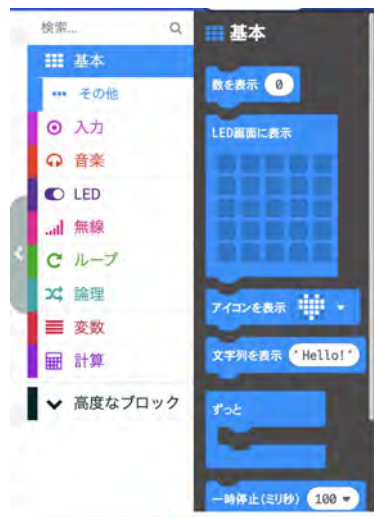 検索...
基本
その他
入力
音楽
LED
無線
ループ
論理
変数
計算
高度なブロック
基本
数を表示 0
LED画面に表示
アイコンを表示
文字列を表示 "Hello!"
ずっと
一時停止(ミリ秒) 100